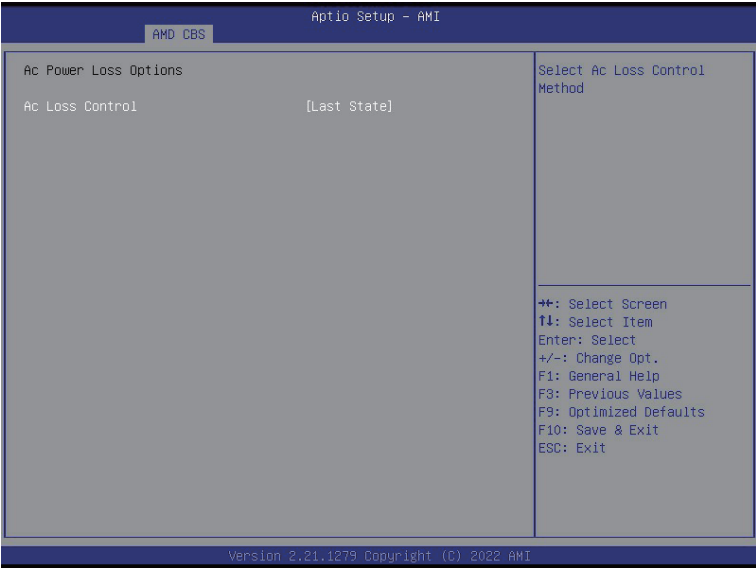 Aptio Setup – AMI
AMD CBS
Ac Power Loss Options
Ac Loss Control [Last State]
Select Ac Loss Control
Method
→←: Select Screen
↑↓: Select Item
Enter: Select
+/-: Change Opt.
F1: General Help
F3: Previous Values
F9: Optimized Defaults
F10: Save & Exit
ESC: Exit
Version 2.21.1279 Copyright (C) 2022 AMI